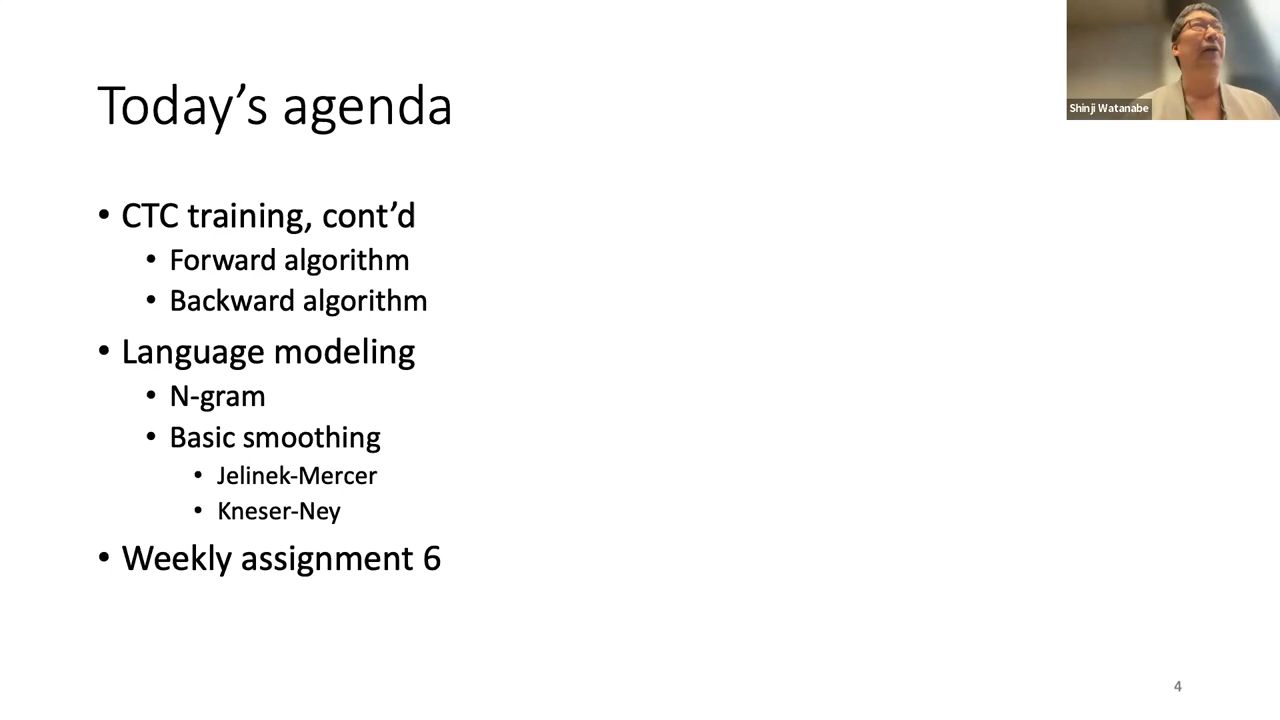 Today’s agenda
Shinji Watanabe
• CTC training, cont’d
• Forward algorithm
• Backward algorithm
• Language modeling
• N-gram
• Basic smoothing
• Jelinek-Mercer
• Kneser-Ney
• Weekly assignment 6
4